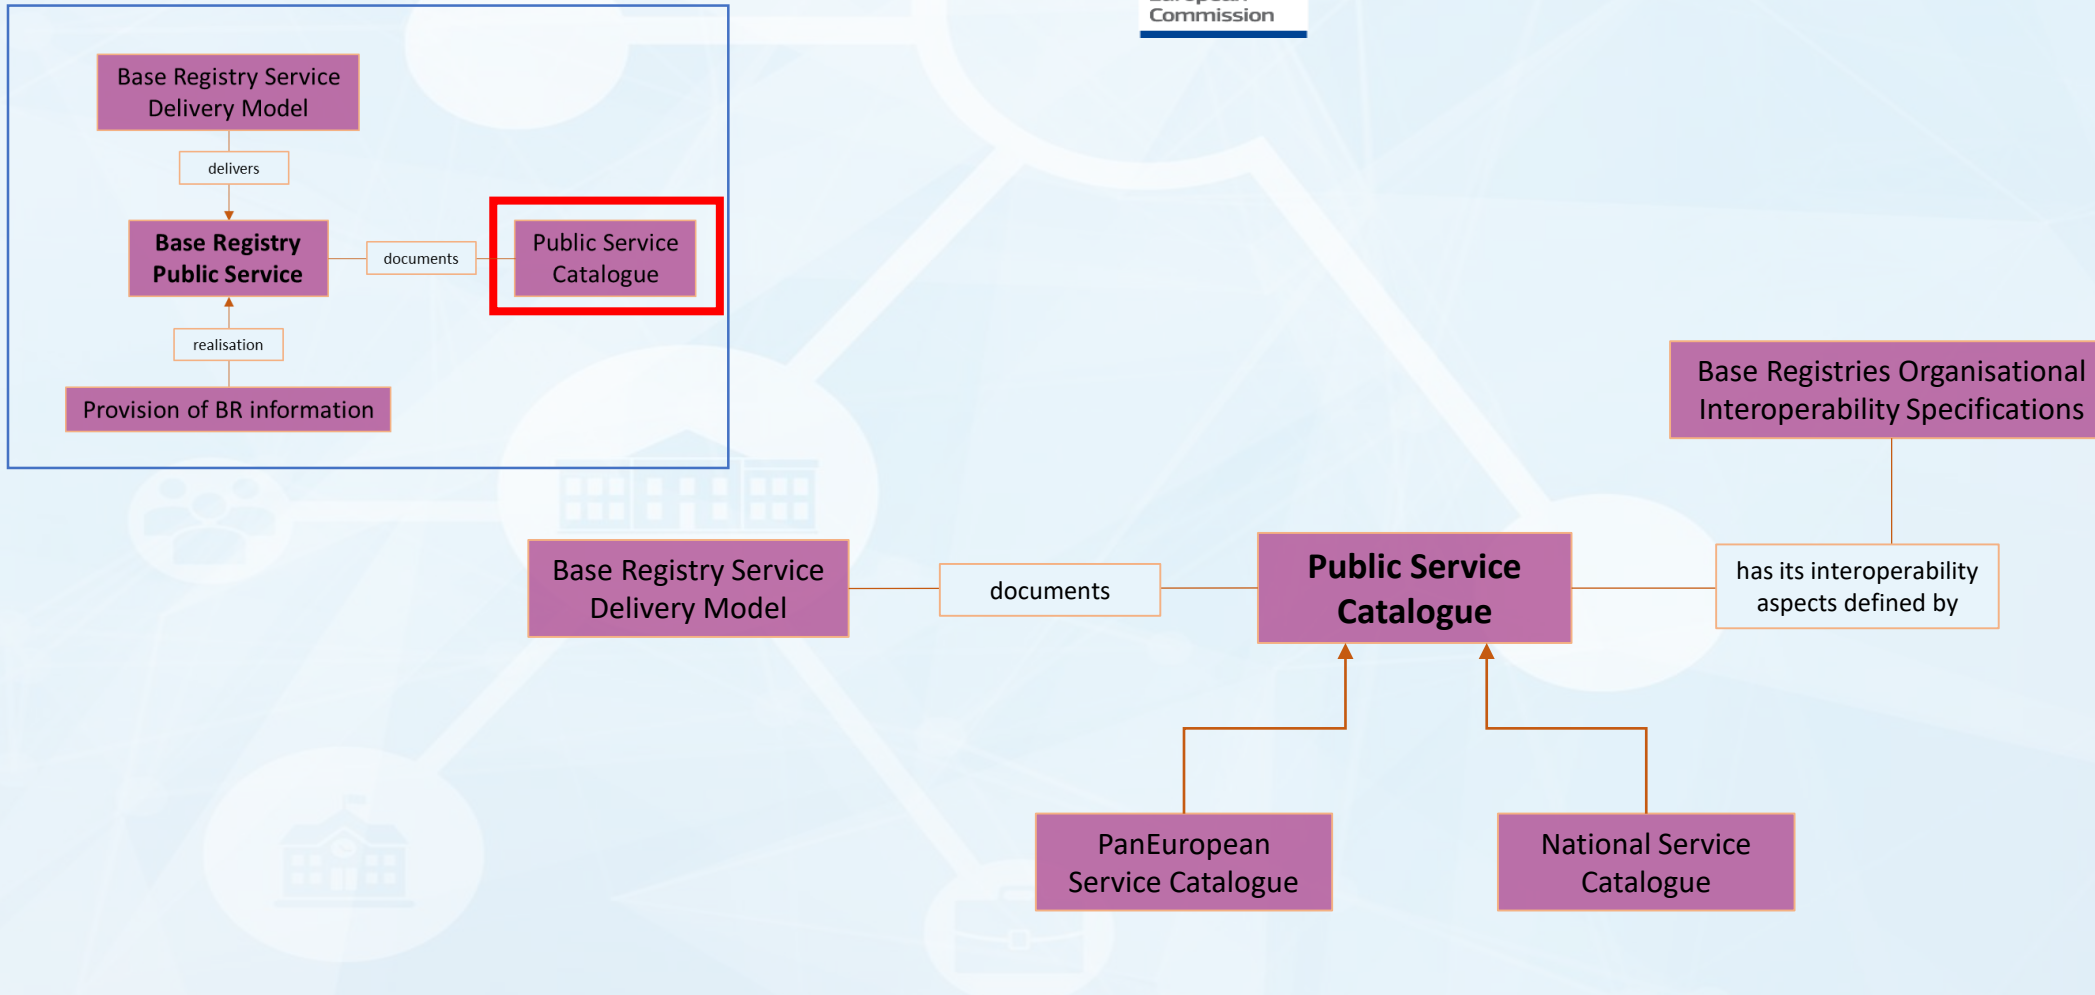 Commission
Base Registry Service
Delivery Model
delivers
Base Registry
Public Service
documents
Public Service
Catalogue
realisation
Provision of BR information
Base Registries Organisational
Interoperability Specifications
Base Registry Service
Delivery Model
documents
Public Service
Catalogue
has its interoperability
aspects defined by
PanEuropean
Service Catalogue
National Service
Catalogue